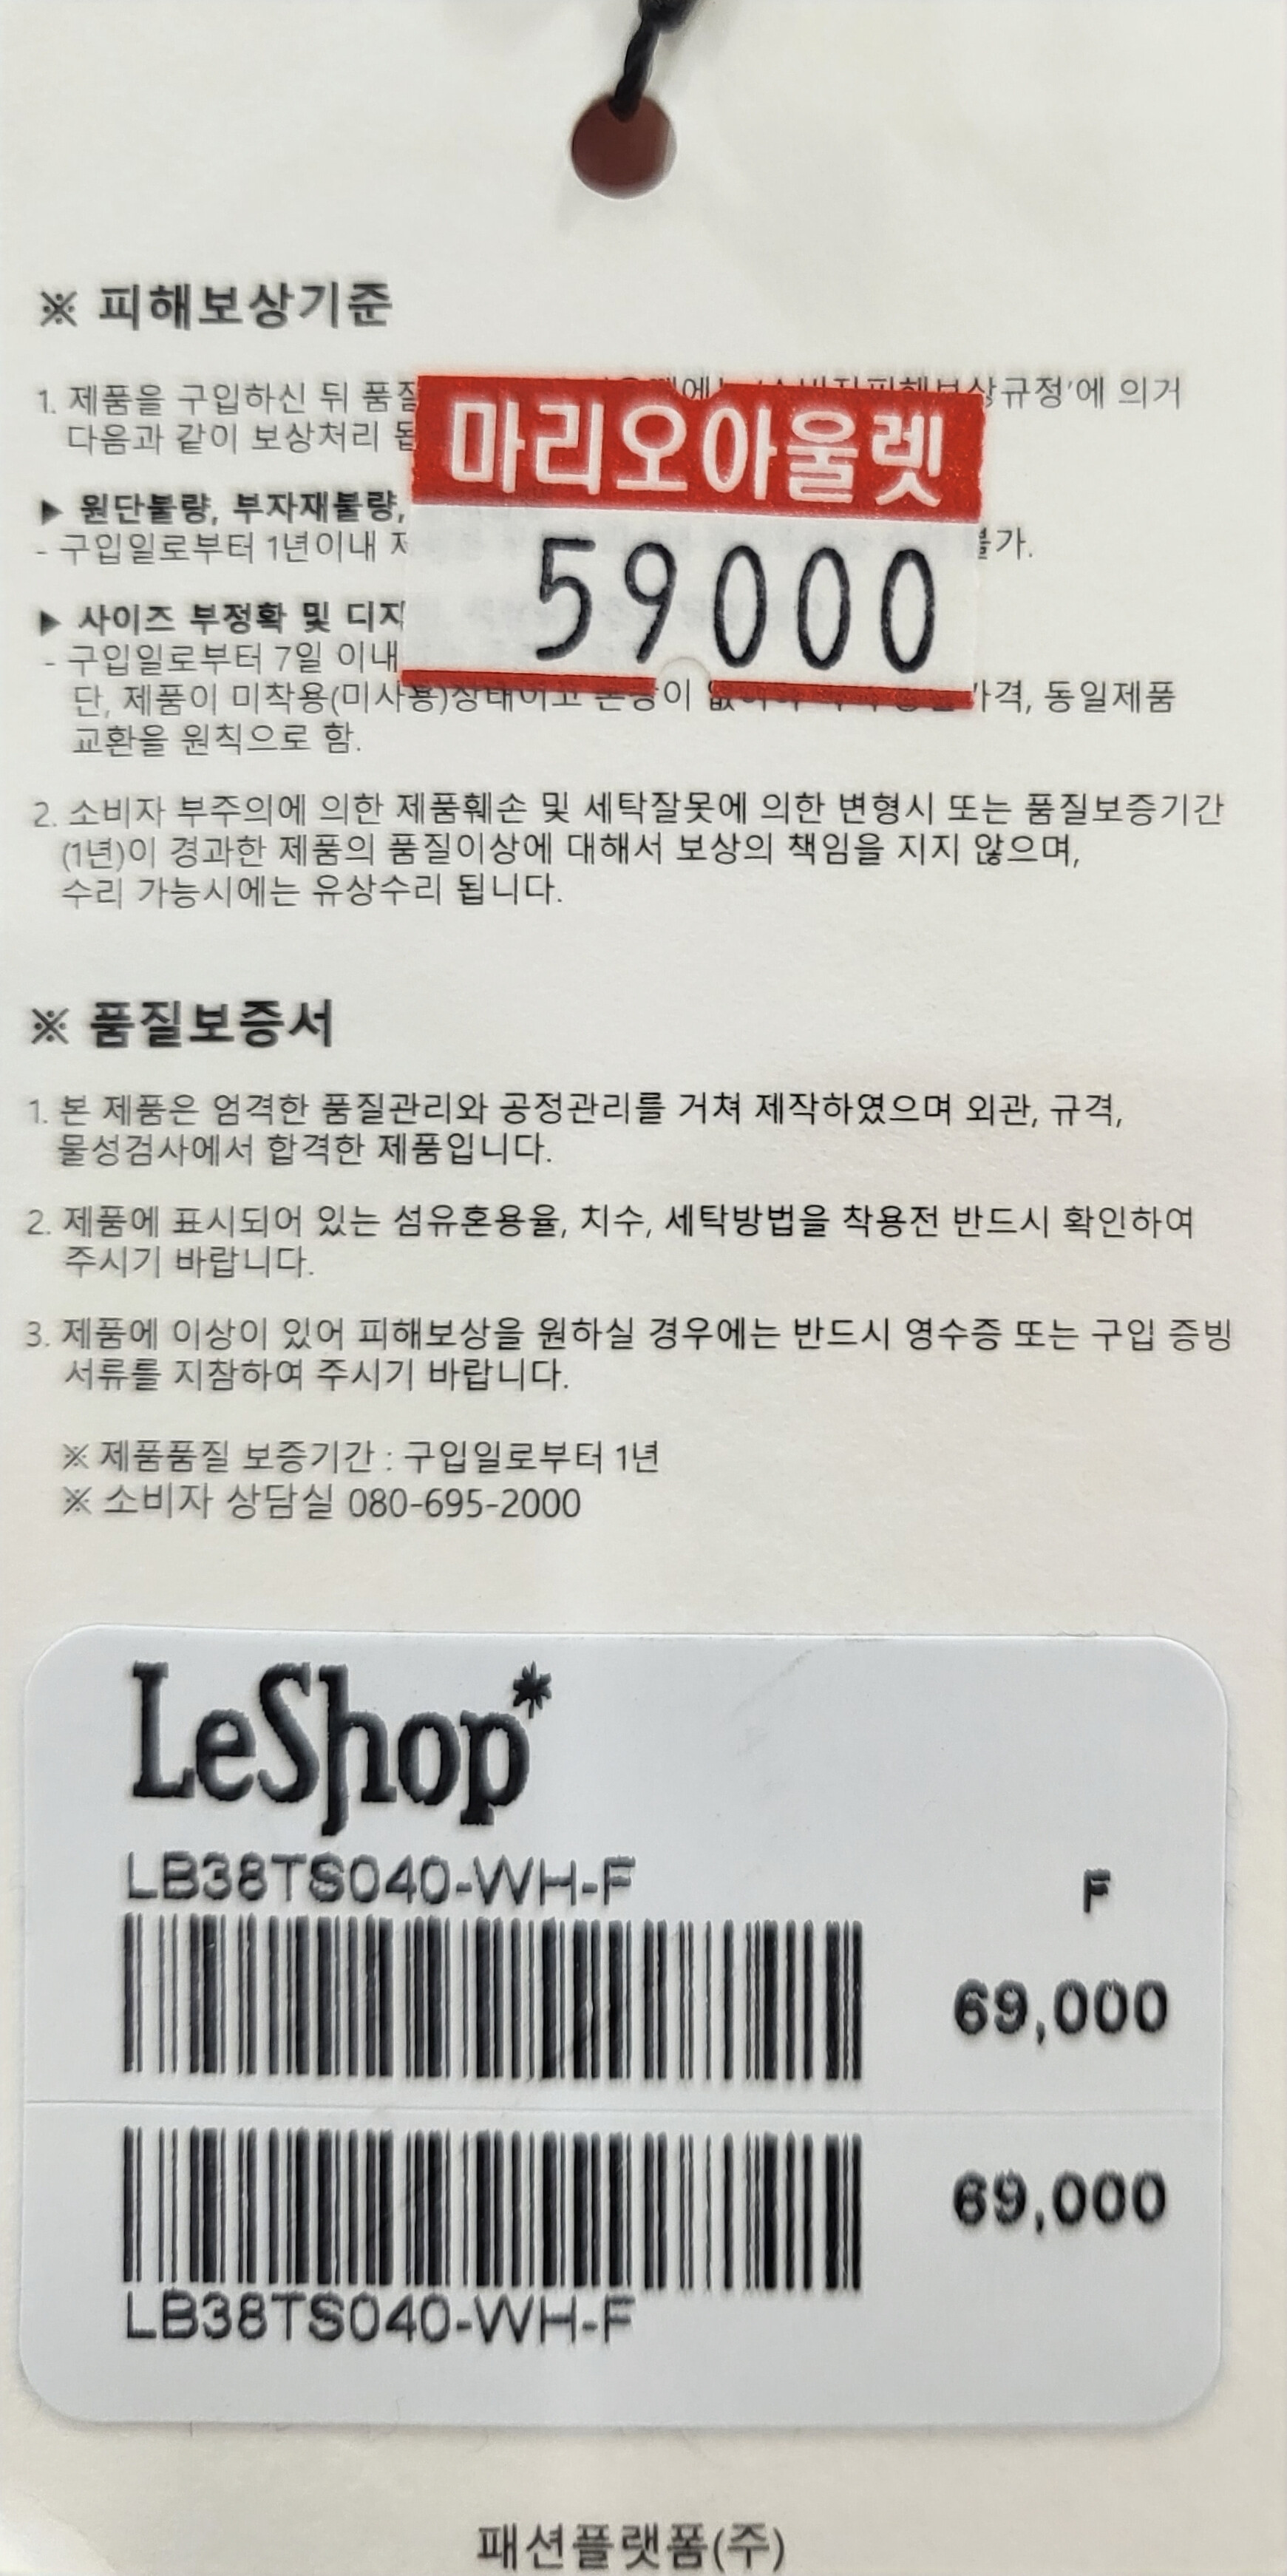 ※ 피해보상기준
1. 제품을 구입하신 뒤 품질 상규정'에 의거
다음과 같이 보상처리
마리오아울렛
59000
▶ 원단불량, 부자재불량,
- 구입일로부터 1년이내 불가.
▶ 사이즈 부정확 및
- 구입일로부터 7일 이내
단, 제품이 미착용(미사용)상태이고 손상이 가격, 동일제품
교환을 원칙으로 함.
2. 소비자 부주의에 의한 제품훼손 및 세탁잘못에 의한 변형시 또는 품질보증기간
(1년)이 경과한 제품의 품질이상에 대해서 보상의 책임을 지지 않으며,
수리 가능시에는 유상수리 됩니다.
※ 품질보증서
1. 본 제품은 엄격한 품질관리와 공정관리를 거쳐 제작하였으며 외관, 규격,
물성검사에서 합격한 제품입니다.
2. 제품에 표시되어 있는 섬유혼용율, 치수, 세탁방법을 착용전 반드시 확인하여
주시기 바랍니다.
3. 제품에 이상이 있어 피해보상을 원하실 경우에는 반드시 영수증 또는 구입 증빙
서류를 지참하여 주시기 바랍니다.
※ 제품품질 보증기간 : 구입일로부터 1년
※ 소비자 상담실 080-695-2000
LeShop*
LB38TS040-WH-F F
69,000
69,000
LB38TS040-WH-F
패션플랫폼(주)